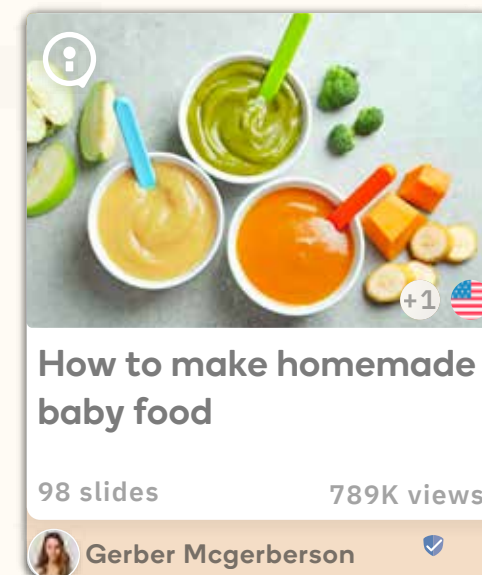 +1
How to make homemade
baby food
98 slides
789K views
Gerber Mcgerberson